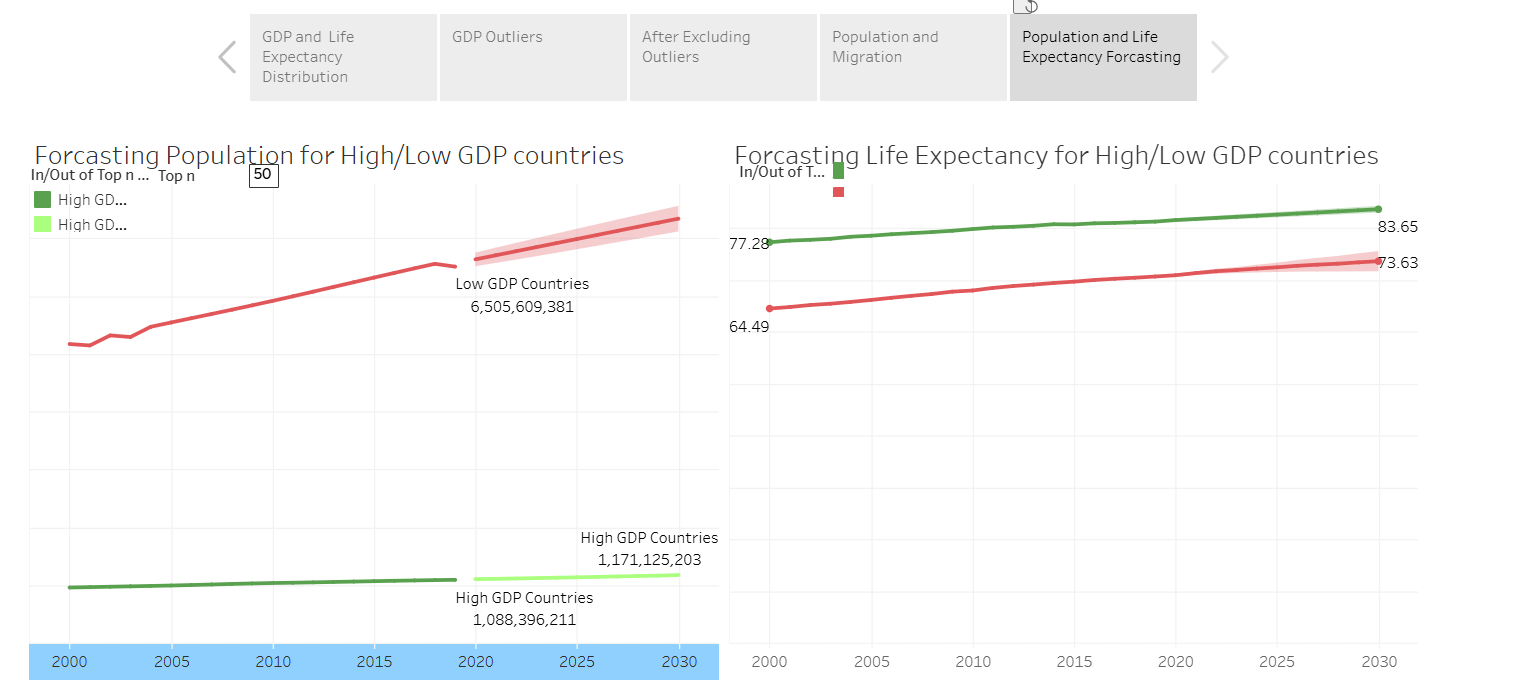 GDP and  Life
Expectancy
Distribution
GDP Outliers
After Excluding
Outliers
Population and
Migration
Population and Life
Expectancy Forcasting
Forcasting Population for High/Low GDP countries
In/Out of Top n ...
Top n
50
High GD...
High GD...
Low GDP Countries
6,505,609,381
High GDP Countries
1,171,125,203
High GDP Countries
1,088,396,211
2000
2005
2010
2015
2020
2025
2030
Forcasting Life Expectancy for High/Low GDP countries
In/Out of T...
77.28
83.65
73.63
64.49
2000
2005
2010
2015
2020
2025
2030